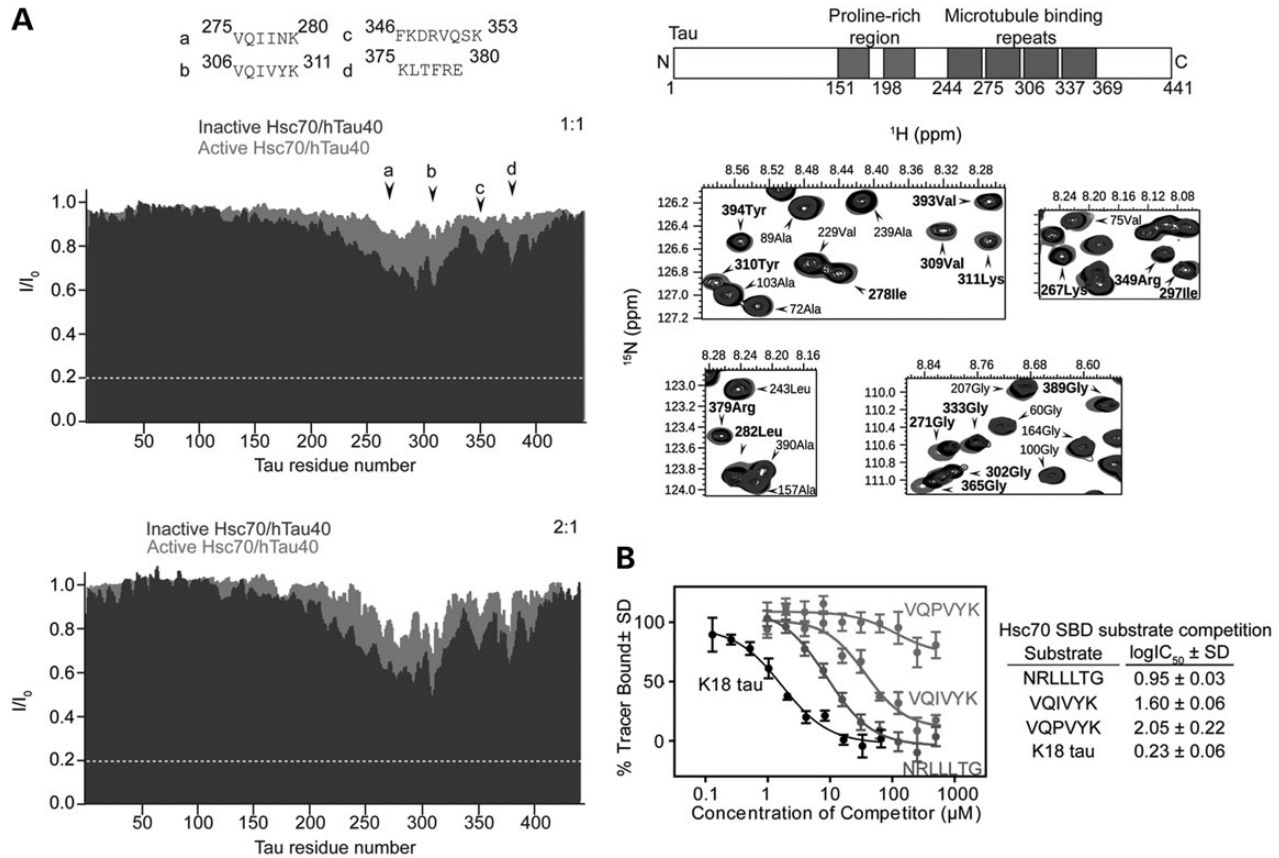 A
a 275VQIINK280 c 346FKDRVQSK353
b 306VQIVYK311 d 375KLTFRE380
Inactive Hsc70/hTau40 1:1
Active Hsc70/hTau40
a b c d
1.0
0.8
0.6
0.4
0.2
0.0
I/I0
50 100 150 200 250 300 350 400
Tau residue number
Inactive Hsc70/hTau40 2:1
Active Hsc70/hTau40
1.0
0.8
0.6
0.4
0.2
0.0
I/I0
50 100 150 200 250 300 350 400
Tau residue number
Proline-rich region
Microtubule binding repeats
Tau
N C
1 151 198 244 275 306 337 369 441
1H (ppm)
15N (ppm)
8.56 8.52 8.48 8.44 8.40 8.36 8.32 8.28
126.2
126.4
126.6
126.8
127.0
127.2
394Tyr
89Ala
229Val
239Ala
393Val
309Val
311Lys
310Tyr
103Ala
72Ala
278Ile
8.24 8.20 8.16 8.12 8.08
75Val
267Lys
349Arg
297Ile
8.28 8.24 8.20 8.16
123.0
123.2
123.4
123.6
123.8
124.0
243Leu
379Arg
282Leu
390Ala
157Ala
8.84 8.76 8.68 8.60
110.0
110.2
110.4
110.6
110.8
111.0
207Gly
389Gly
333Gly
60Gly
271Gly
164Gly
100Gly
302Gly
365Gly
B
% Tracer Bound± SD
100
50
0
VQPVYK
K18 tau
VQIVYK
NRLLLTG
0.1 1 10 100 1000
Concentration of Competitor (µM)
Hsc70 SBD substrate competition
Substrate logIC50 ± SD
NRLLLTG 0.95 ± 0.03
VQIVYK 1.60 ± 0.06
VQPVYK 2.05 ± 0.22
K18 tau 0.23 ± 0.06